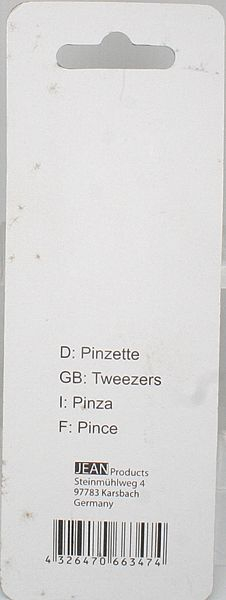 D: Pinzette
GB: Tweezers
I: Pinza
F: Pince
JEAN Products
Steinmühlweg 4
97783 Karsbach
Germany
4 326470 663474